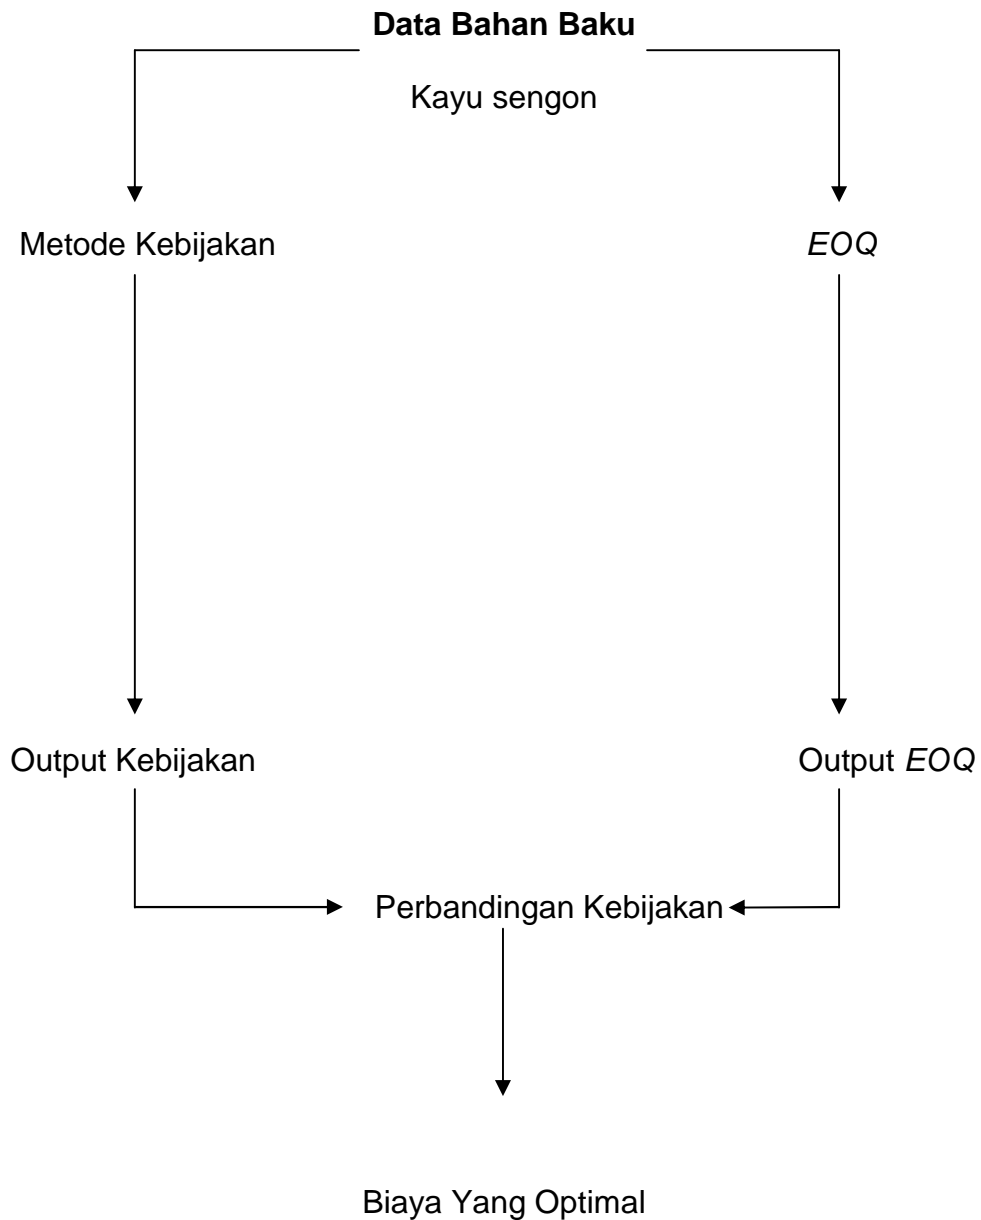 Data Bahan Baku
Kayu sengon
Metode Kebijakan
EOQ
Output Kebijakan
Output EOQ
Perbandingan Kebijakan
Biaya Yang Optimal